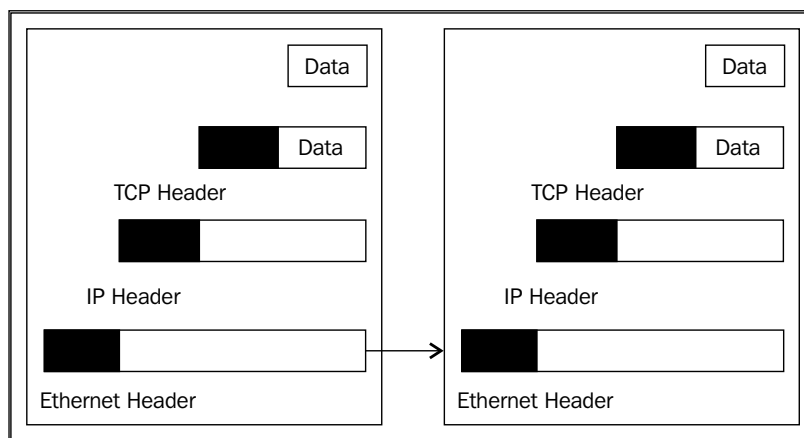 Data
Data
TCP Header
IP Header
Ethernet Header
Data
Data
TCP Header
IP Header
Ethernet Header